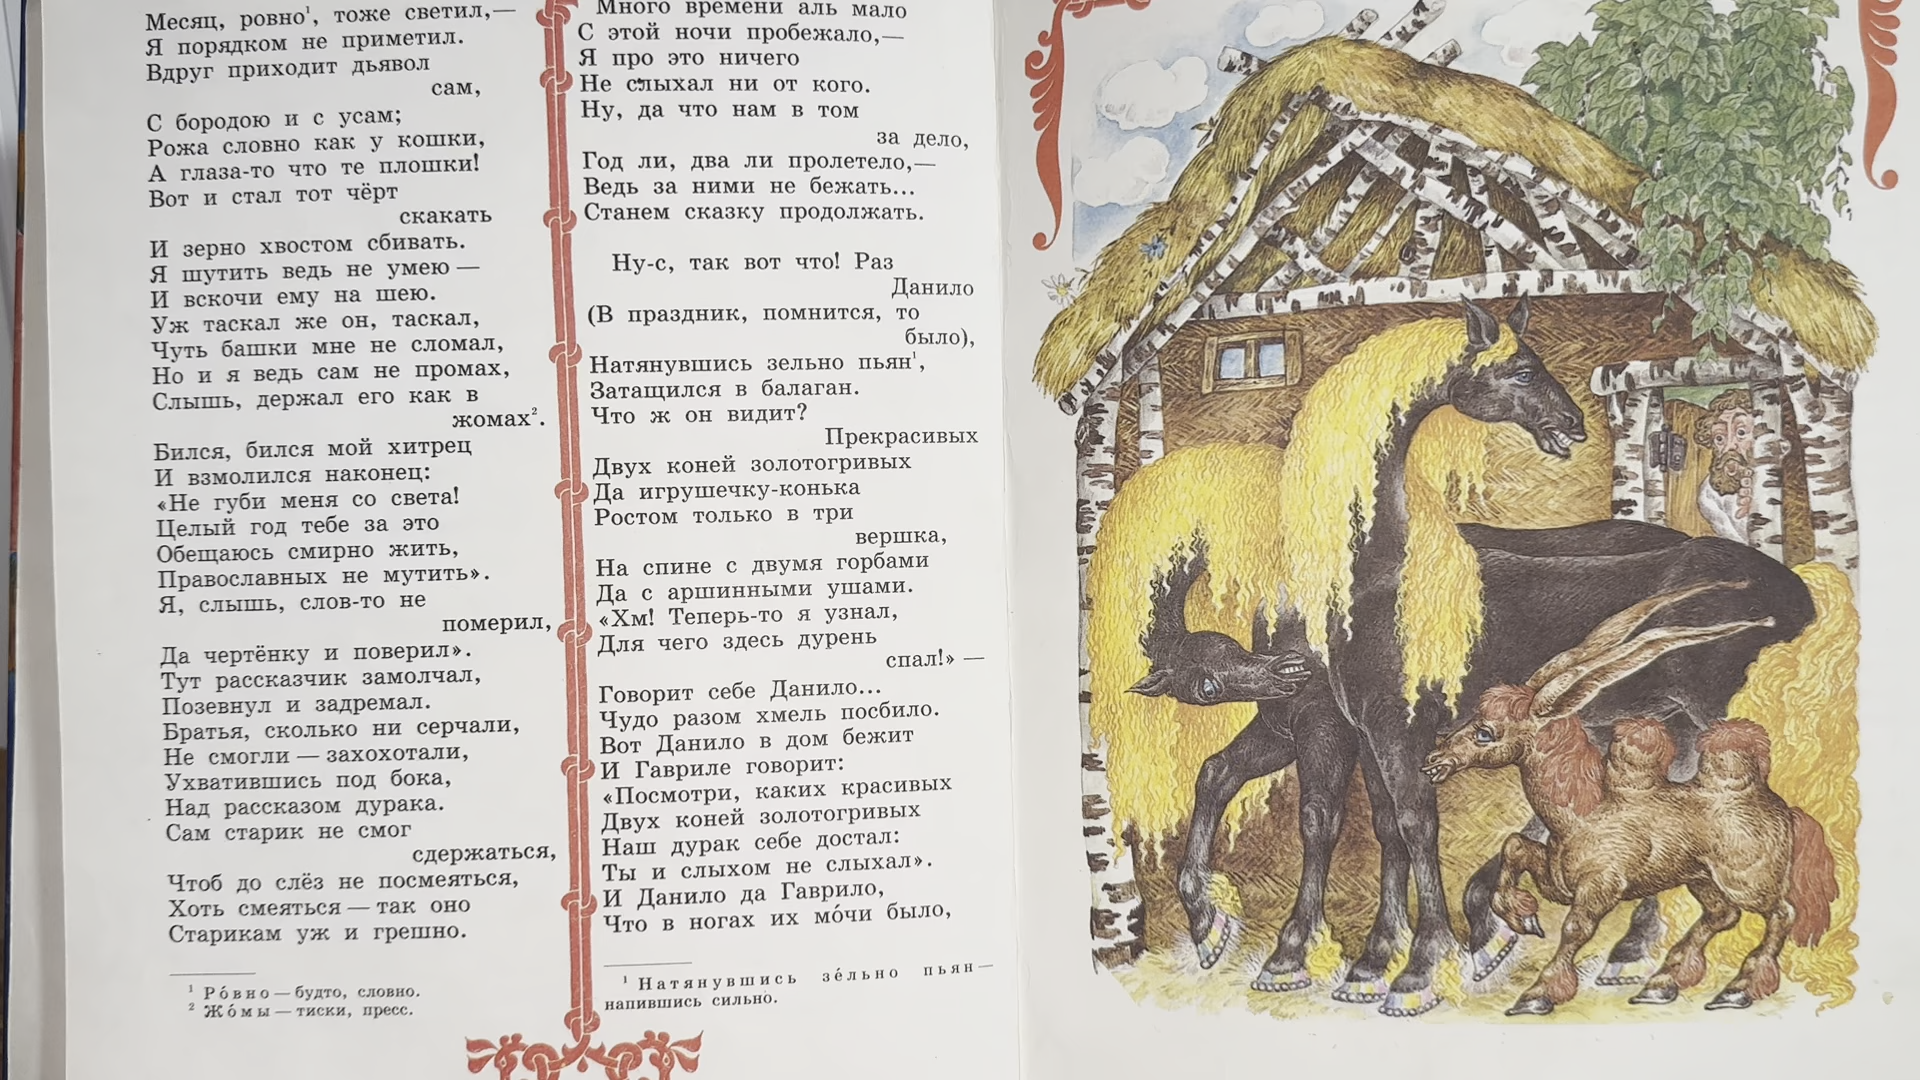 Месяц, ровно¹, тоже светил,—
Я порядком не приметил.
Вдруг приходит дьявол
сам,
С бородою и с усам;
Рожа словно как у кошки,
А глаза-то что те плошки!
Вот и стал тот чёрт
скакать
И зерно хвостом сбивать.
Я шутить ведь не умею —
И вскочи ему на шею.
Уж таскал же он, таскал,
Чуть башки мне не сломал,
Но и я ведь сам не промах,
Слышь, держал его как в
жомах².
Бился, бился мой хитрец
И взмолился наконец:
«Не губи меня со света!
Целый год тебе за это
Обещаюсь смирно жить,
Православных не мутить».
Я, слышь, слов-то не
померил,
Да чертёнку и поверил».
Тут рассказчик замолчал,
Позевнул и задремал.
Братья, сколько ни серчали,
Не смогли — захохотали,
Ухватившись под бока,
Над рассказом дурака.
Сам старик не смог
сдержаться,
Чтоб до слёз не посмеяться,
Хоть смеяться — так оно
Старикам уж и грешно.
¹ Ро́вно — будто, словно.
² Жо́мы — тиски, пресс.
Много времени аль мало
С этой ночи пробежало,—
Я про это ничего
Не слыхал ни от кого.
Ну, да что нам в том
за дело,
Год ли, два ли пролетело,—
Ведь за ними не бежать...
Станем сказку продолжать.
Ну-с, так вот что! Раз
Данило
(В праздник, помнится, то
было),
Натянувшись зельно пьян¹,
Затащился в балаган.
Что ж он видит?
Прекрасивых
Двух коней золотогривых
Да игрушечку-конька
Ростом только в три
вершка,
На спине с двумя горбами
Да с аршинными ушами.
«Хм! Теперь-то я узнал,
Для чего здесь дурень
спал!» —
Говорит себе Данило...
Чудо разом хмель посбило.
Вот Данило в дом бежит
И Гавриле говорит:
«Посмотри, каких красивых
Двух коней золотогривых
Наш дурак себе достал:
Ты и слыхом не слыхал».
И Данило да Гаврило,
Что в ногах их мо́чи было,
¹ Натянувшись зе́льно пьян —
напившись сильно.